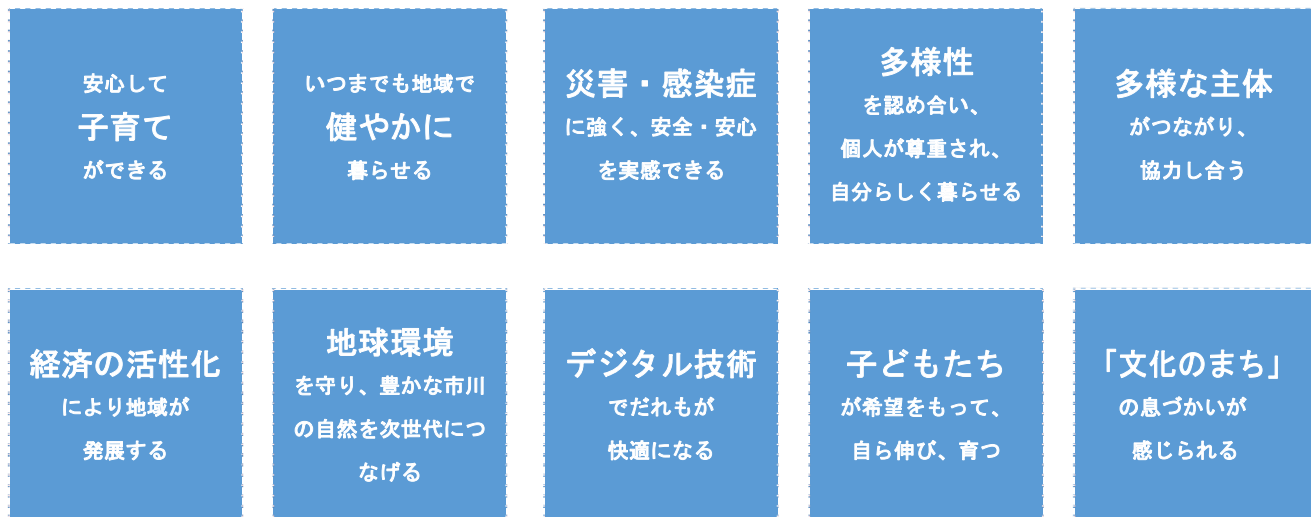 安心して
子育て
ができる
いつまでも地域で
健やかに
暮らせる
災害・感染症
に強く、安全・安心
を実感できる
多様性
を認め合い、
個人が尊重され、
自分らしく暮らせる
多様な主体
がつながり、
協力し合う
経済の活性化
により地域が
発展する
地球環境
を守り、豊かな市川
の自然を次世代につ
なげる
デジタル技術
でだれもが
快適になる
子どもたち
が希望をもって、
自ら伸び、育つ
「文化のまち」
の息づかいが
感じられる